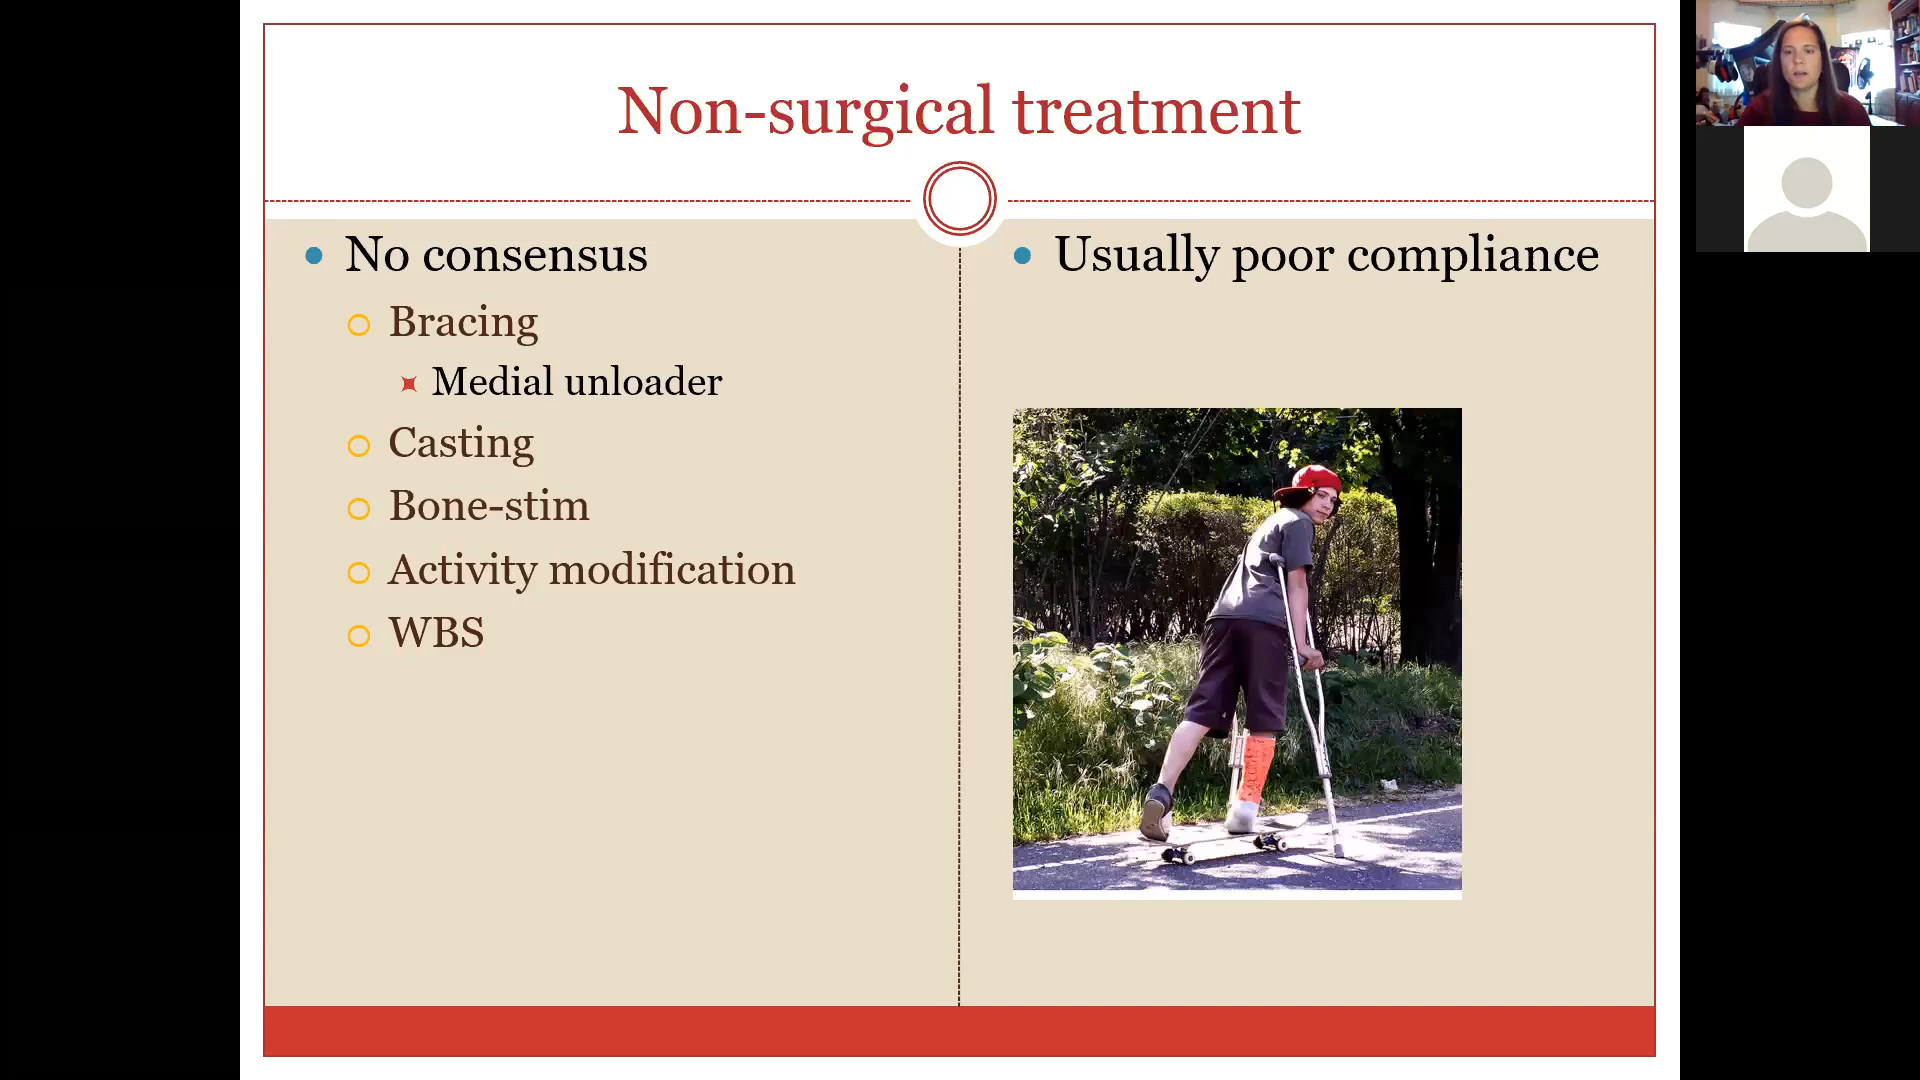 Non-surgical treatment
No consensus
Bracing
Medial unloader
Casting
Bone-stim
Activity modification
WBS
Usually poor compliance